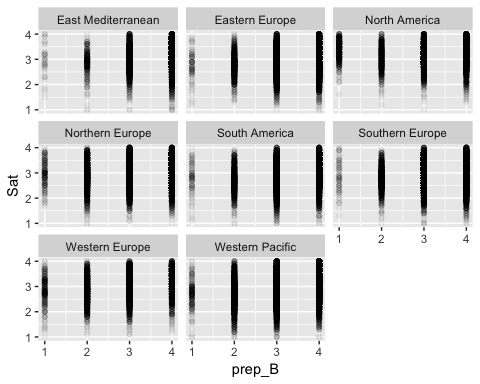 East Mediterranean Eastern Europe North America
4
3
2
1
Northern Europe South America Southern Europe
4
3
2
1
1 2 3 4
Western Europe Western Pacific
4
3
2
1
1 2 3 4 1 2 3 4
Sat
prep_B